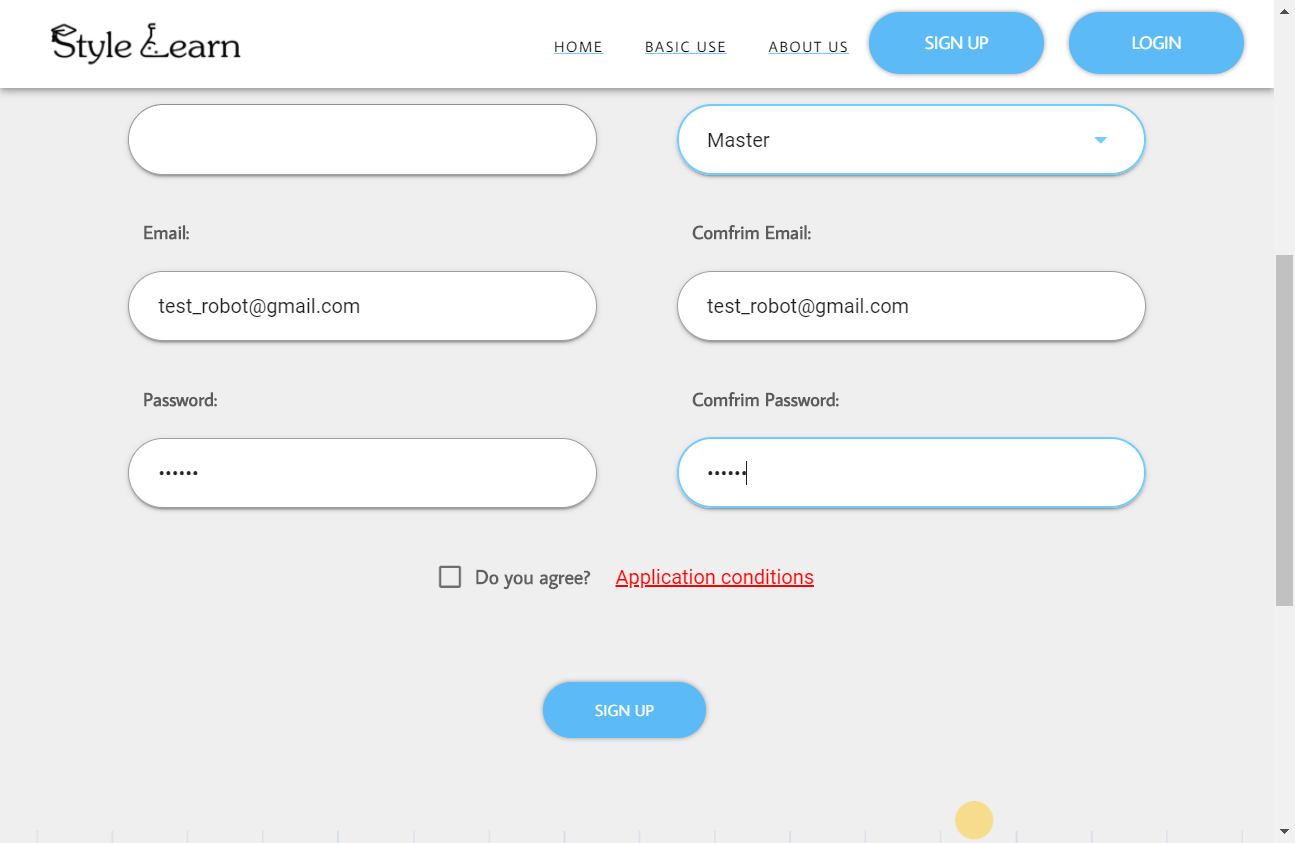 Style Learn
HOME
BASIC USE
ABOUT US
SIGN UP
LOGIN
Master
Email:
Comfrim Email:
test_robot@gmail.com
test_robot@gmail.com
Password:
Comfrim Password:
••••••
••••••
Do you agree?
Application conditions
SIGN UP